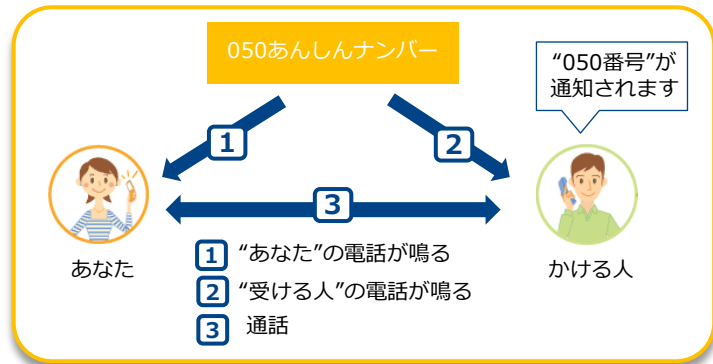 050あんしんナンバー
“050番号”が
通知されます
1
2
3
あなた
かける人
1 “あなた”の電話が鳴る
2 “受ける人”の電話が鳴る
3 通話